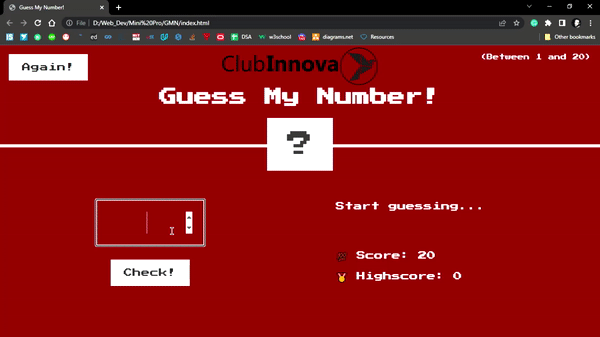 Guess My Number!
File D:/Web_Dev/Mini%20Pro/GMN/index.html
ed DSA w3school diagrams.net Resources Other bookmarks
Again!
ClubInnova
(Between 1 and 20)
Guess My Number!
?
Start guessing...
Check!
Score: 20
Highscore: 0